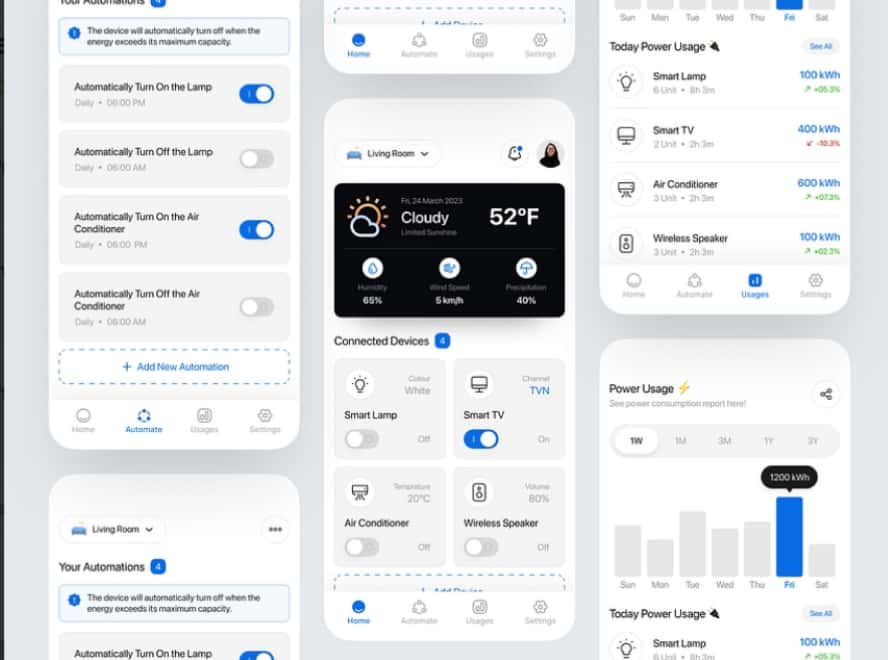 Your Automations 4
The device will automatically turn off when the
energy exceeds its maximum capacity.
Automatically Turn On the Lamp
Daily • 06:00 PM
Automatically Turn Off the Lamp
Daily • 06:00 AM
Automatically Turn On the Air
Conditioner
Daily • 06:00 PM
Automatically Turn Off the Air
Conditioner
Daily • 06:00 AM
+ Add New Automation
Home Automate Usages Settings
Living Room
Your Automations 4
The device will automatically turn off when the
energy exceeds its maximum capacity.
Automatically Turn On the Lamp
+ Add Device
Home Automate Usages Settings
Living Room
Fri, 24 March 2023
Cloudy
Limited Sunshine
52°F
Humidity Wind Speed Precipitation
65% 5 km/h 40%
Connected Devices 4
Colour
White
Smart Lamp
Off
Channel
TVN
Smart TV
On
Temprature
20°C
Air Conditioner
Off
Volume
80%
Wireless Speaker
Off
+ Add Device
Home Automate Usages Settings
Sun Mon Tue Wed Thu Fri Sat
Today Power Usage See All
Smart Lamp 100 kWh
6 Unit • 8h 3m +05.3%
Smart TV 400 kWh
2 Unit • 2h 3m -10.3%
Air Conditioner 600 kWh
3 Unit • 2h 3m +07.3%
Wireless Speaker 100 kWh
3 Unit • 2h 3m +02.3%
Home Automate Usages Settings
Power Usage
See power consumption report here!
1W 1M 3M 1Y 3Y
1200 kWh
Sun Mon Tue Wed Thu Fri Sat
Today Power Usage See All
Smart Lamp 100 kWh
6 Unit • 8h 3m +05.3%